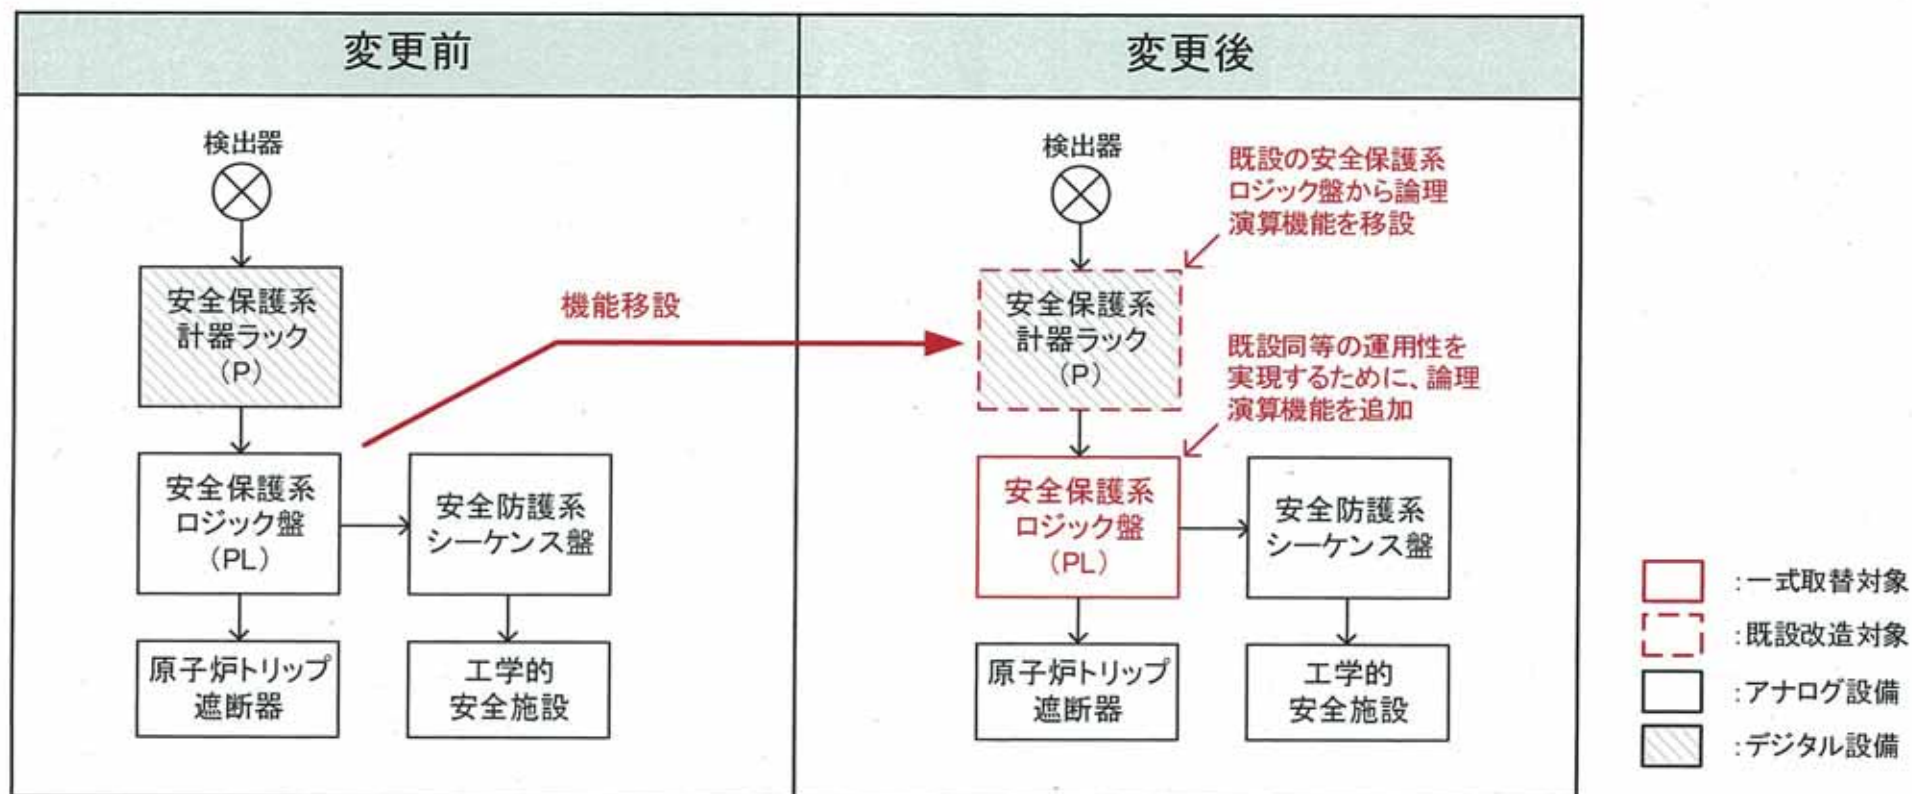 変更前
変更後
検出器
安全保護系
計器ラック
（P）
機能移設
安全保護系
ロジック盤
（PL）
安全防護系
シーケンス盤
原子炉トリップ
遮断器
工学的
安全施設
検出器
既設の安全保護系
ロジック盤から論理
演算機能を移設
安全保護系
計器ラック
（P）
既設同等の運用性を
実現するために、論理
演算機能を追加
安全保護系
ロジック盤
（PL）
安全防護系
シーケンス盤
原子炉トリップ
遮断器
工学的
安全施設
：一式取替対象
：既設改造対象
：アナログ設備
：デジタル設備